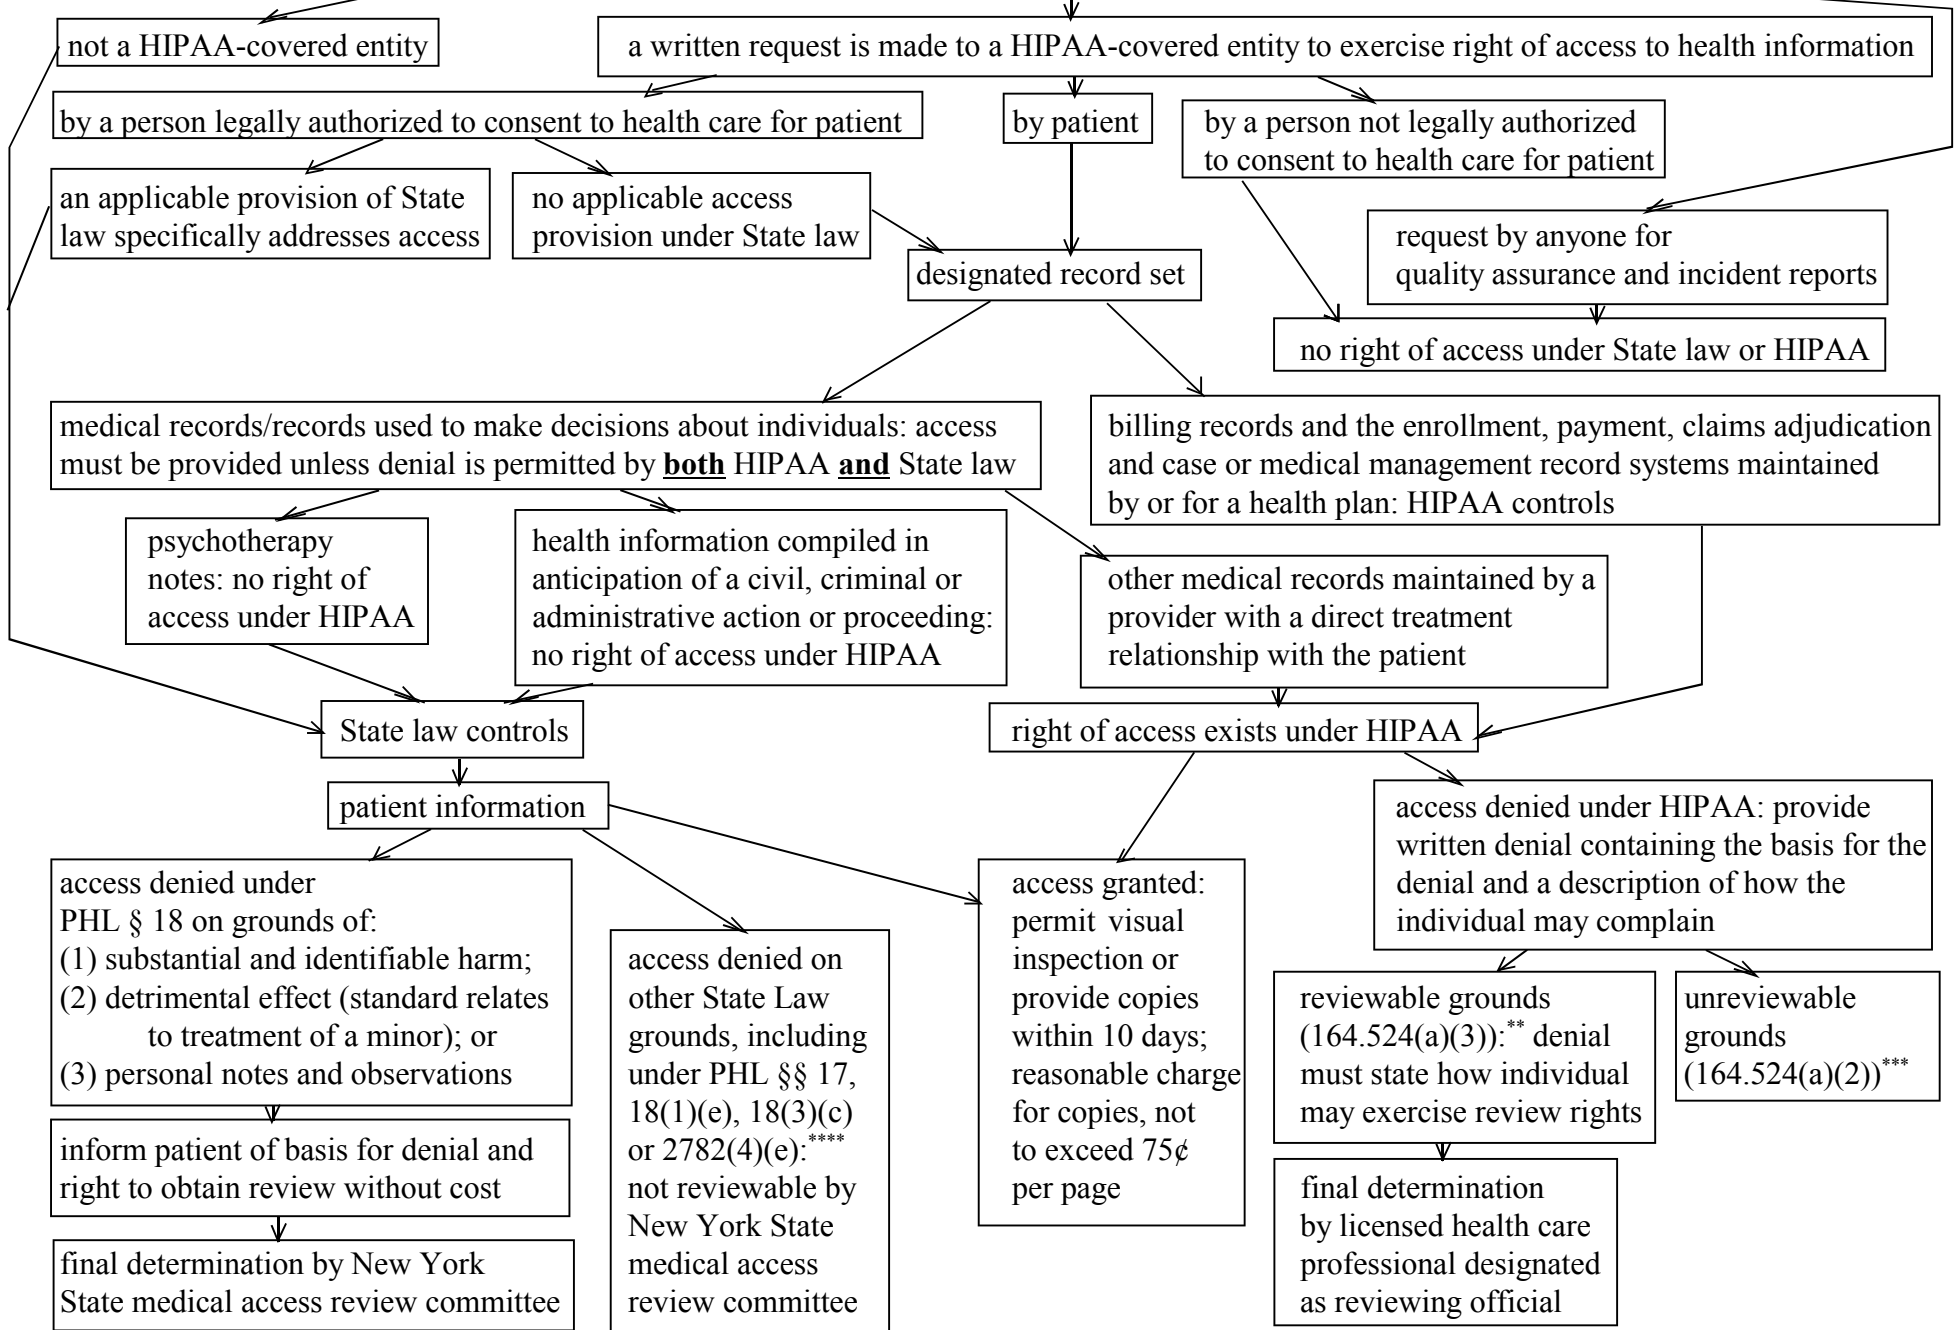 not a HIPAA-covered entity
a written request is made to a HIPAA-covered entity to exercise right of access to health information
by a person legally authorized to consent to health care for patient
by patient
by a person not legally authorized
to consent to health care for patient
an applicable provision of State
law specifically addresses access
no applicable access
provision under State law
request by anyone for
quality assurance and incident reports
designated record set
no right of access under State law or HIPAA
medical records/records used to make decisions about individuals: access
must be provided unless denial is permitted by both HIPAA and State law
billing records and the enrollment, payment, claims adjudication
and case or medical management record systems maintained
by or for a health plan: HIPAA controls
psychotherapy
notes: no right of
access under HIPAA
health information compiled in
anticipation of a civil, criminal or
administrative action or proceeding:
no right of access under HIPAA
other medical records maintained by a
provider with a direct treatment
relationship with the patient
State law controls
right of access exists under HIPAA
patient information
access denied under HIPAA: provide
written denial containing the basis for the
denial and a description of how the
individual may complain
access denied under
PHL § 18 on grounds of:
(1) substantial and identifiable harm;
(2) detrimental effect (standard relates
to treatment of a minor); or
(3) personal notes and observations
access denied on
other State Law
grounds, including
under PHL §§ 17,
18(1)(e), 18(3)(c)
or 2782(4)(e):****
not reviewable by
New York State
medical access
review committee
access granted:
permit visual
inspection or
provide copies
within 10 days;
reasonable charge
for copies, not
to exceed 75¢
per page
reviewable grounds
(164.524(a)(3)):** denial
must state how individual
may exercise review rights
unreviewable
grounds
(164.524(a)(2))***
inform patient of basis for denial and
right to obtain review without cost
final determination by New York
State medical access review committee
final determination
by licensed health care
professional designated
as reviewing official